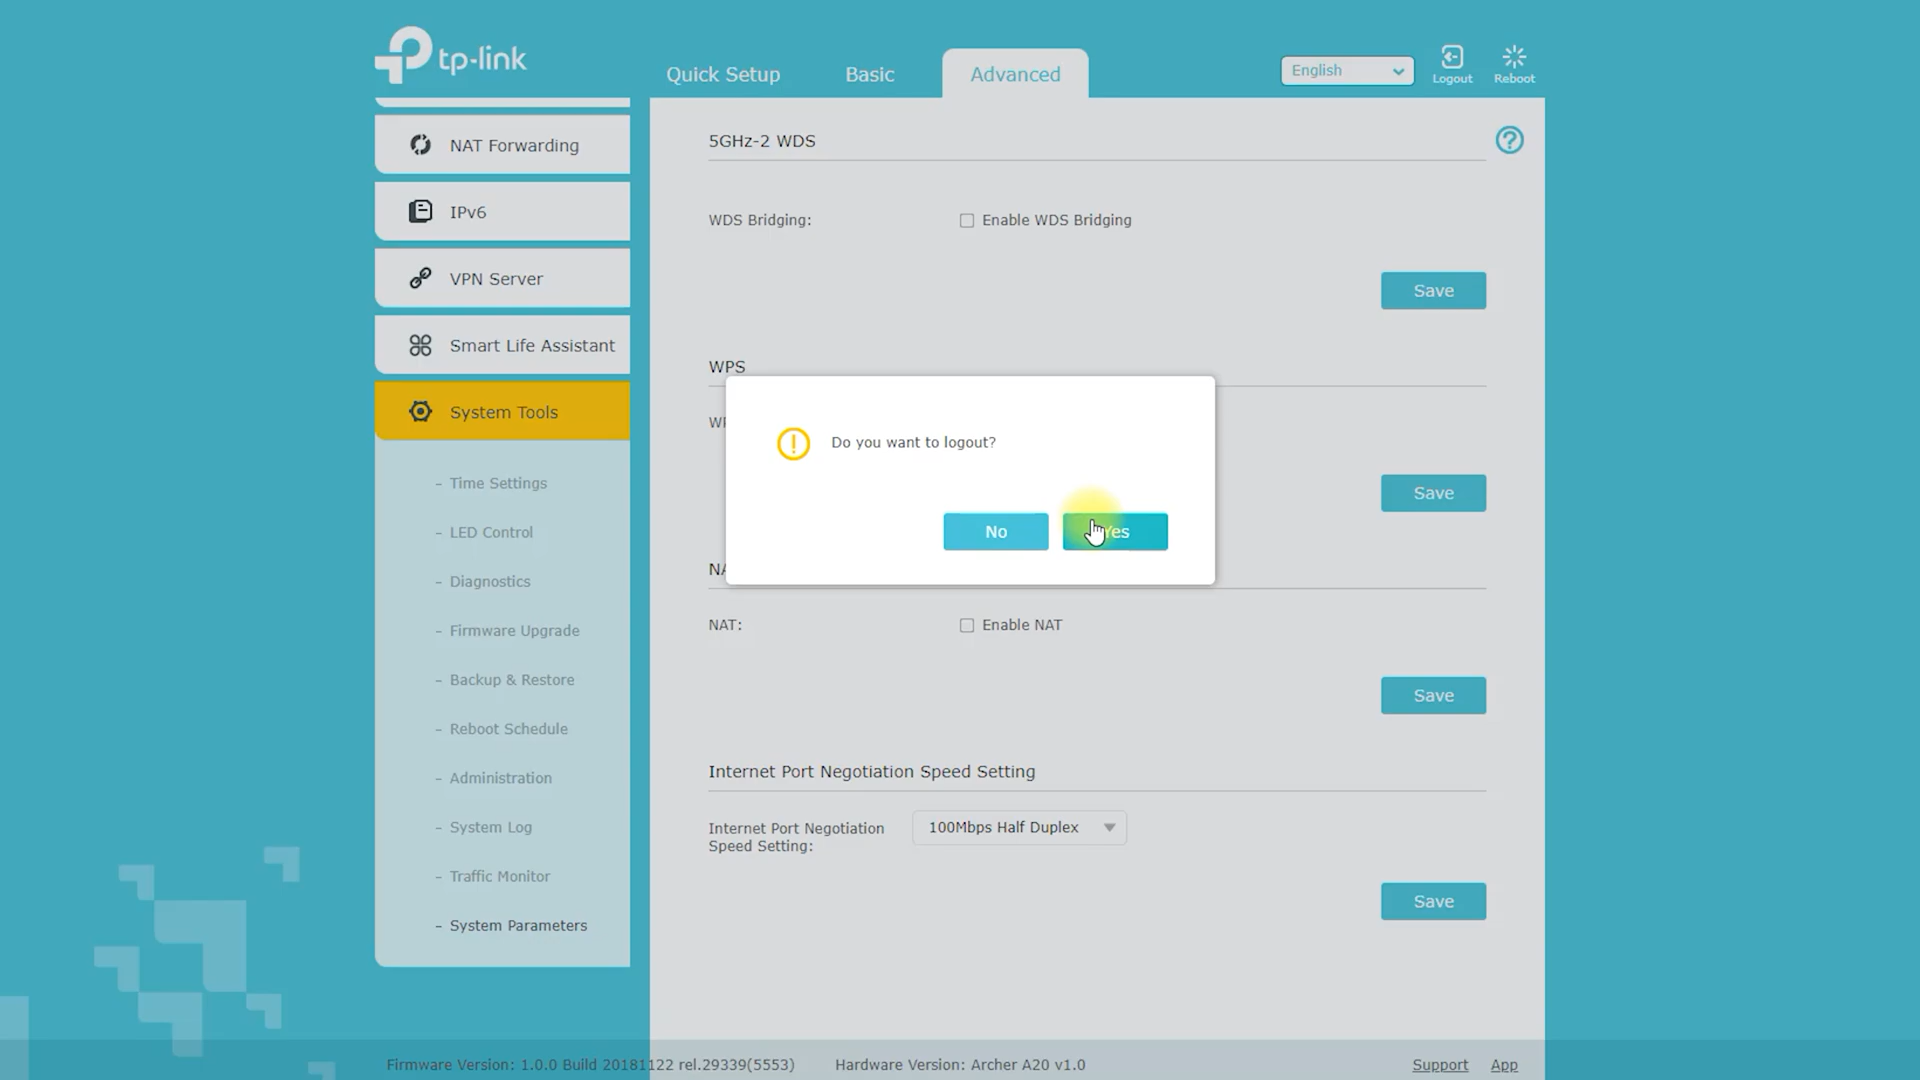 tp-link
Quick Setup
Basic
Advanced
English
Logout
Reboot
NAT Forwarding
IPv6
VPN Server
Smart Life Assistant
System Tools
- Time Settings
- LED Control
- Diagnostics
- Firmware Upgrade
- Backup & Restore
- Reboot Schedule
- Administration
- System Log
- Traffic Monitor
- System Parameters
5GHz-2 WDS
WDS Bridging:
Enable WDS Bridging
Save
WPS
Do you want to logout?
No
Yes
Save
NAT:
Enable NAT
Save
Internet Port Negotiation Speed Setting
Internet Port Negotiation
Speed Setting:
100Mbps Half Duplex
Save
Firmware Version: 1.0.0 Build 20181122 rel.29339(5553)
Hardware Version: Archer A20 v1.0
Support
App